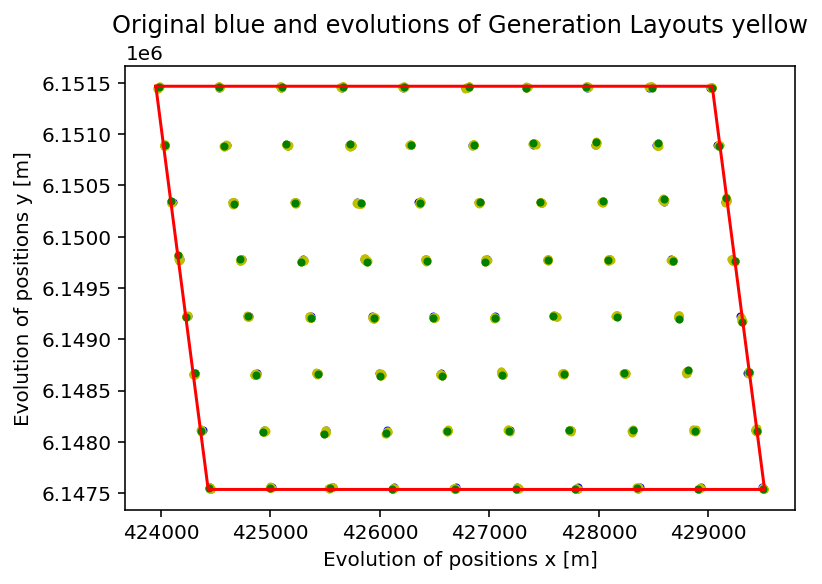 Original blue and evolutions of Generation Layouts yellow
1e6
6.1515
6.1510
6.1505
6.1500
6.1495
6.1490
6.1485
6.1480
6.1475
Evolution of positions y [m]
424000 425000 426000 427000 428000 429000
Evolution of positions x [m]